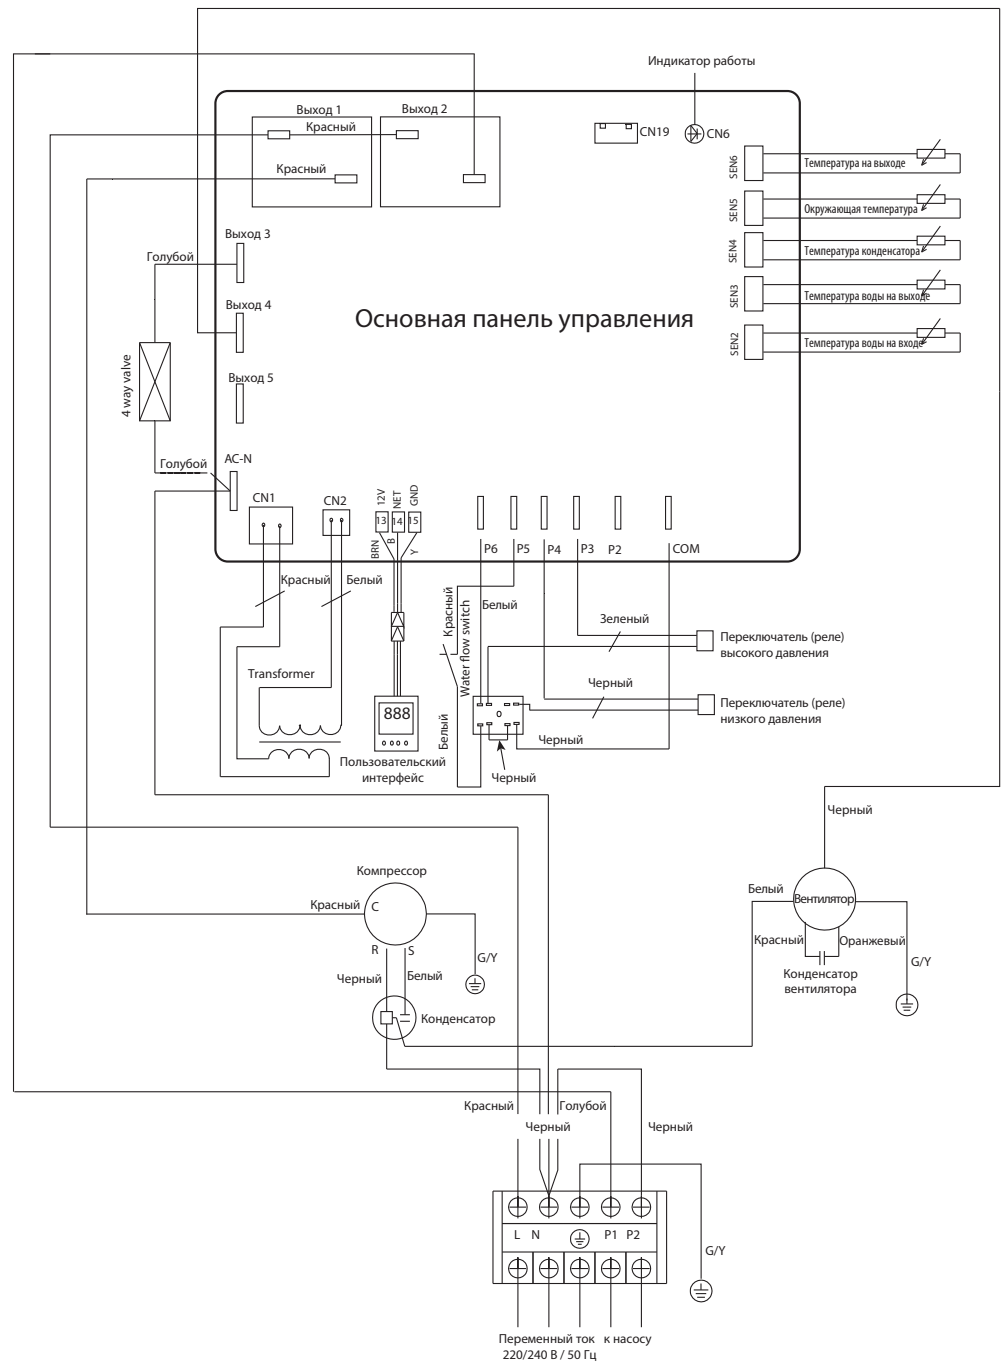 Индикатор работы
Выход 1
Выход 2
Красный
CN19
CN6
Красный
SEN6
Температура на выходе
SEN5
Окружающая температура
Выход 3
Голубой
SEN4
Температура конденсатора
SEN3
Температура воды на выходе
Выход 4
Основная панель управления
SEN2
Температура воды на входе
4 way valve
Выход 5
Голубой
AC-N
CN1
CN2
12V
NET
GND
13
14
15
BRN
B
Y
P6
P5
P4
P3
P2
COM
Красный
Белый
Красный
Water flow switch
Белый
Зеленый
Переключатель (реле)
высокого давления
Transformer
Черный
Переключатель (реле)
низкого давления
888
Белый
Черный
Пользовательский
интерфейс
Черный
Черный
Компрессор
Красный
C
R
S
G/Y
Черный
Белый
Конденсатор
Белый
Вентилятор
Красный
Оранжевый
Конденсатор
вентилятора
G/Y
Красный
Голубой
Черный
Черный
L
N
P1
P2
G/Y
Переменный ток
к насосу
220/240 В / 50 Гц